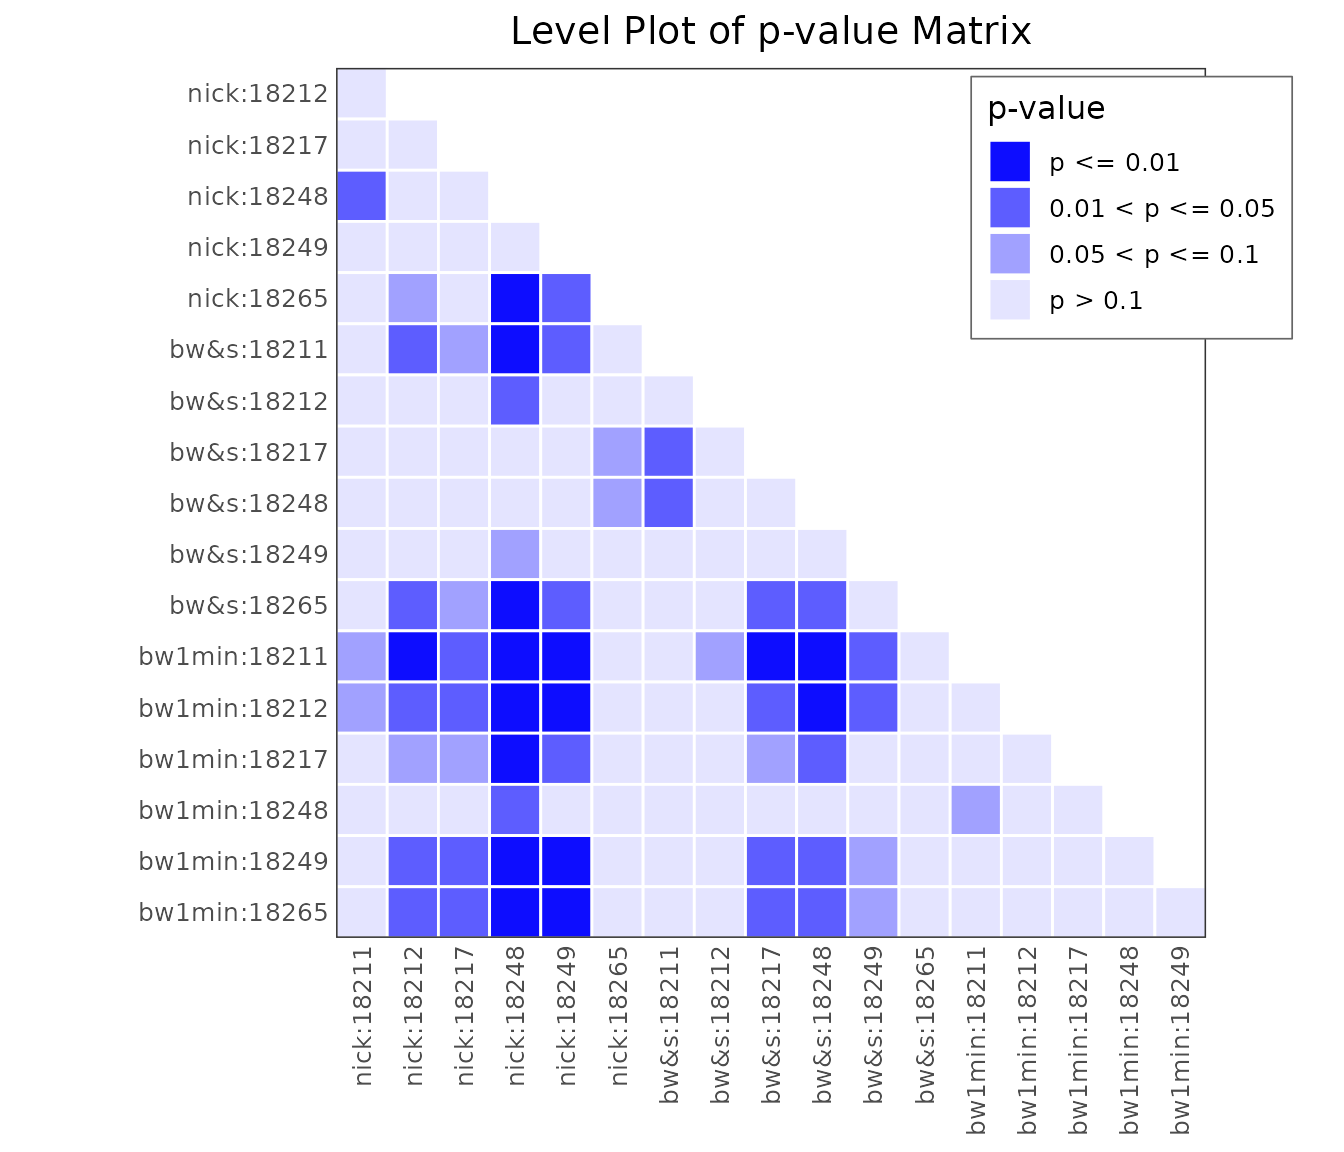 Level Plot of p-value Matrix
p-value
p <= 0.01
0.01 < p <= 0.05
0.05 < p <= 0.1
p > 0.1
nick:18212
nick:18217
nick:18248
nick:18249
nick:18265
bw&s:18211
bw&s:18212
bw&s:18217
bw&s:18248
bw&s:18249
bw&s:18265
bw1min:18211
bw1min:18212
bw1min:18217
bw1min:18248
bw1min:18249
bw1min:18265
nick:18211
nick:18212
nick:18217
nick:18248
nick:18249
nick:18265
bw&s:18211
bw&s:18212
bw&s:18217
bw&s:18248
bw&s:18249
bw&s:18265
bw1min:18211
bw1min:18212
bw1min:18217
bw1min:18248
bw1min:18249